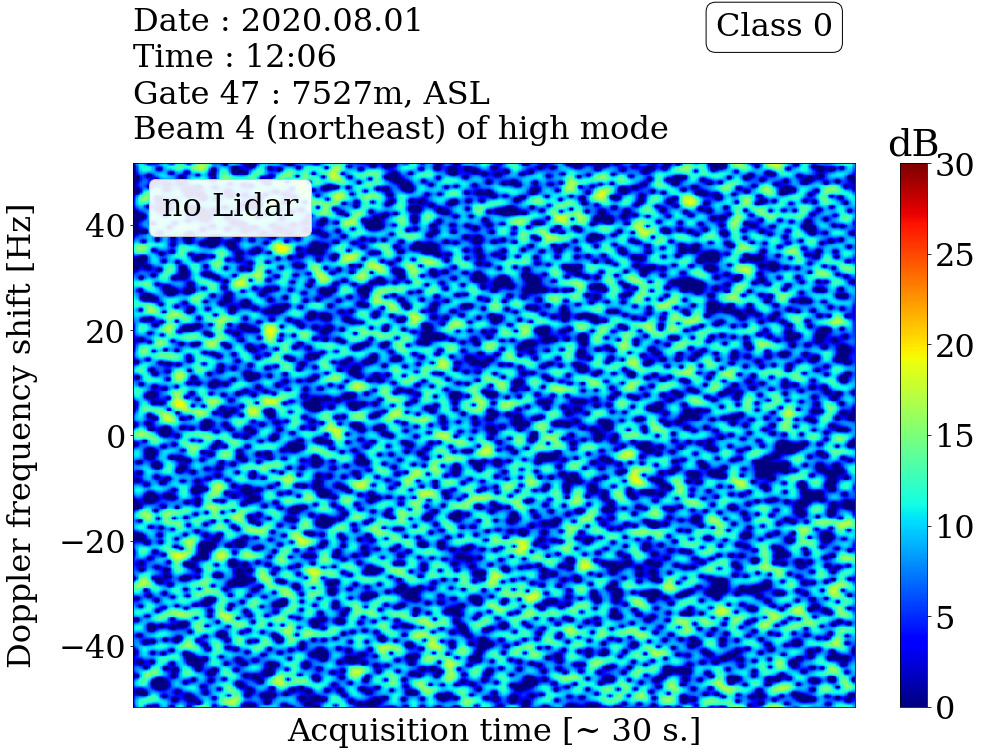 Date : 2020.08.01
Time : 12:06
Gate 47 : 7527m, ASL
Beam 4 (northeast) of high mode
Class 0
dB
no Lidar
Doppler frequency shift [Hz]
40
20
0
−20
−40
30
25
20
15
10
5
0
Acquisition time [~ 30 s.]